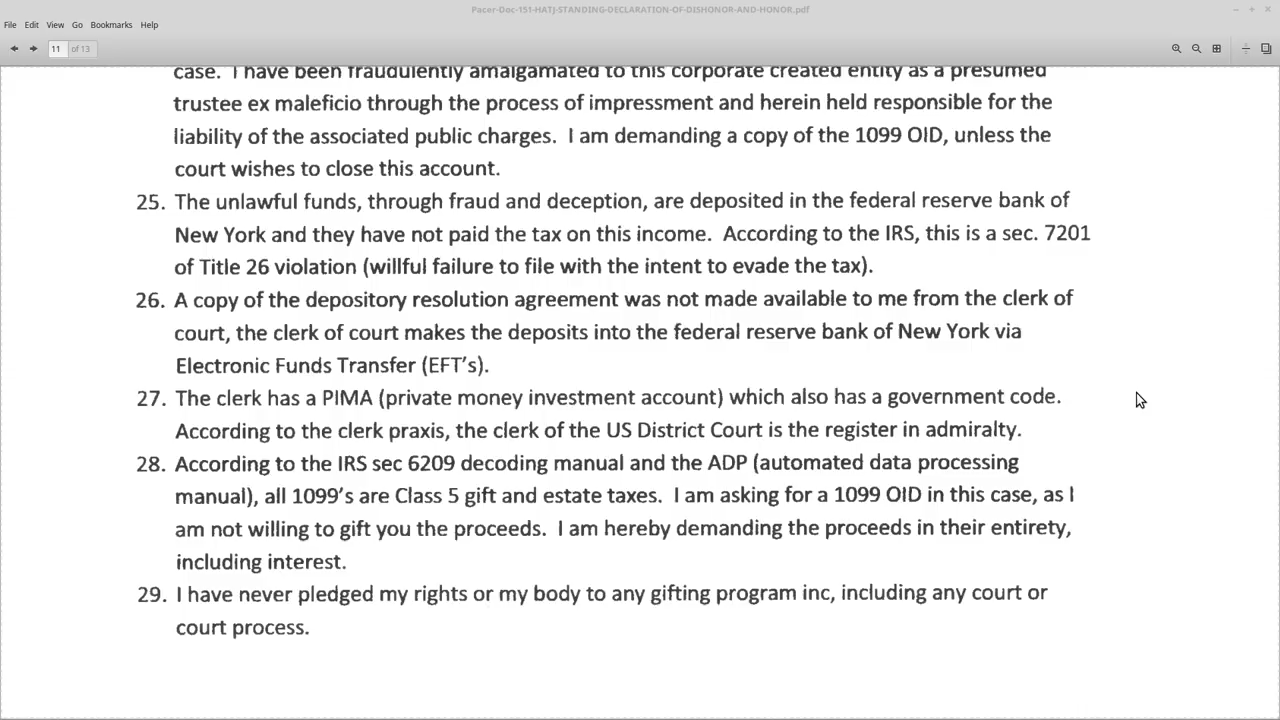 Pacer-Doc-151-HATJ-STANDING-DECLARATION-OF-DISHONOR-AND-HONOR.pdf
File Edit View Go Bookmarks Help
11 of 13
case. I have been fraudulently amalgamated to this corporate created entity as a presumed
trustee ex maleficio through the process of impressment and herein held responsible for the
liability of the associated public charges. I am demanding a copy of the 1099 OID, unless the
court wishes to close this account.
25. The unlawful funds, through fraud and deception, are deposited in the federal reserve bank of
New York and they have not paid the tax on this income. According to the IRS, this is a sec. 7201
of Title 26 violation (willful failure to file with the intent to evade the tax).
26. A copy of the depository resolution agreement was not made available to me from the clerk of
court, the clerk of court makes the deposits into the federal reserve bank of New York via
Electronic Funds Transfer (EFT's).
27. The clerk has a PIMA (private money investment account) which also has a government code.
According to the clerk praxis, the clerk of the US District Court is the register in admiralty.
28. According to the IRS sec 6209 decoding manual and the ADP (automated data processing
manual), all 1099's are Class 5 gift and estate taxes. I am asking for a 1099 OID in this case, as I
am not willing to gift you the proceeds. I am hereby demanding the proceeds in their entirety,
including interest.
29. I have never pledged my rights or my body to any gifting program inc, including any court or
court process.